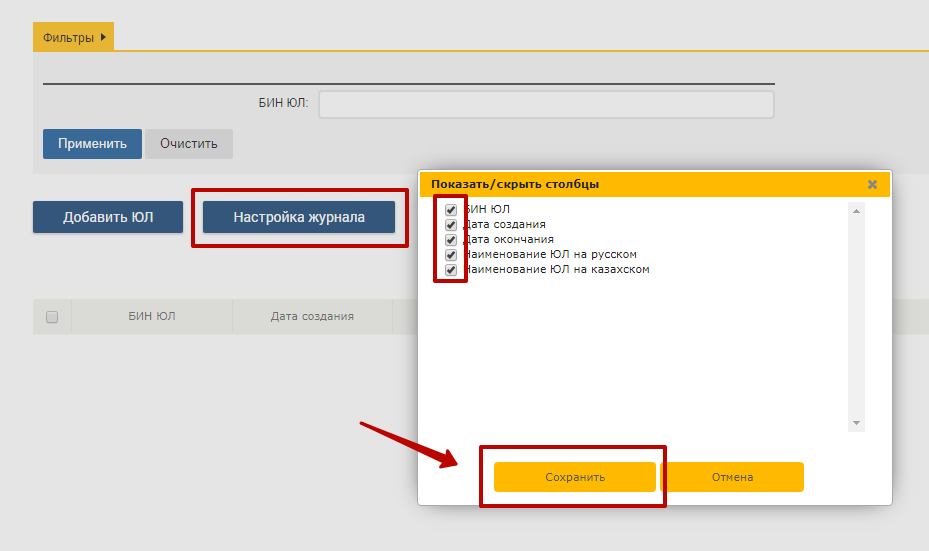 Фильтры
БИН ЮЛ:
Применить Очистить
Добавить ЮЛ Настройка журнала
Показать/скрыть столбцы
БИН ЮЛ
Дата создания
Дата окончания
Наименование ЮЛ на русском
Наименование ЮЛ на казахском
БИН ЮЛ Дата создания
Сохранить Отмена